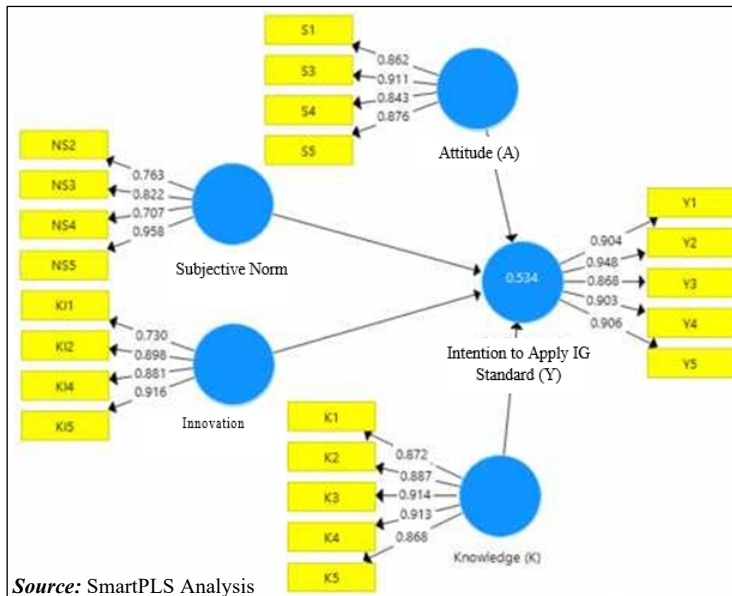 S1
S3
S4
S5
0.862
0.911
0.843
0.876
Attitude (A)
NS2
NS3
NS4
NS5
0.763
0.822
0.707
0.958
Subjective Norm
KI1
KI2
KI4
KI5
0.730
0.898
0.881
0.916
Innovation
0.534
Intention to Apply IG
Standard (Y)
Y1
Y2
Y3
Y4
Y5
0.904
0.948
0.868
0.903
0.906
K1
K2
K3
K4
K5
0.872
0.887
0.914
0.913
0.868
Knowledge (K)
Source: SmartPLS Analysis